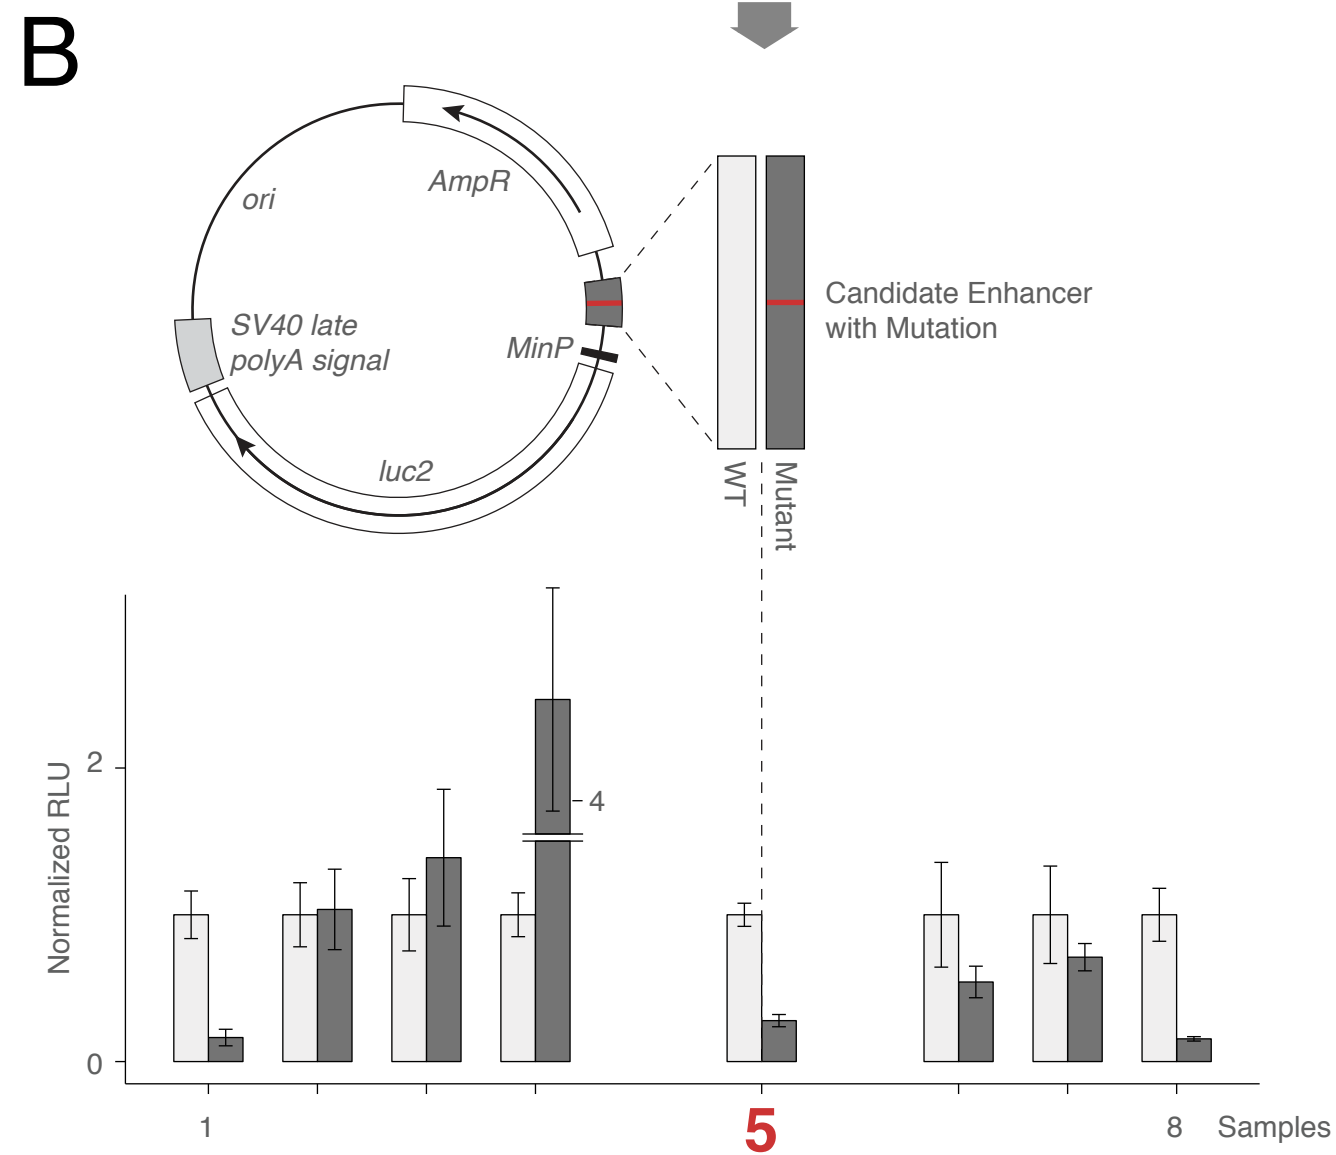 B
AmpR
ori
SV40 late
polyA signal
MinP
luc2
Candidate Enhancer
with Mutation
WT
Mutant
Normalized RLU
2
4
0
1
5
8
Samples